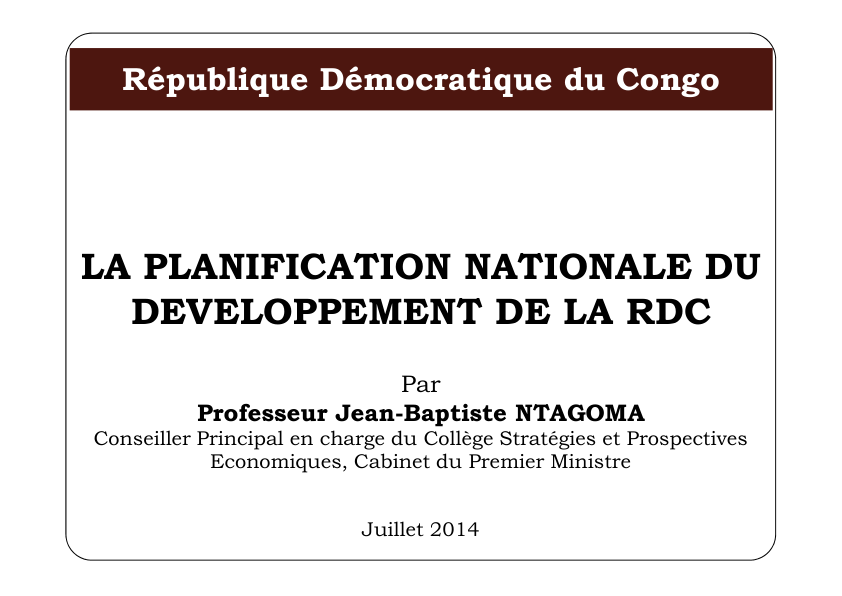 République Démocratique du Congo
LA PLANIFICATION NATIONALE DU
DEVELOPPEMENT DE LA RDC
Par
Professeur Jean-Baptiste NTAGOMA
Conseiller Principal en charge du Collège Stratégies et Prospectives
Economiques, Cabinet du Premier Ministre
Juillet 2014